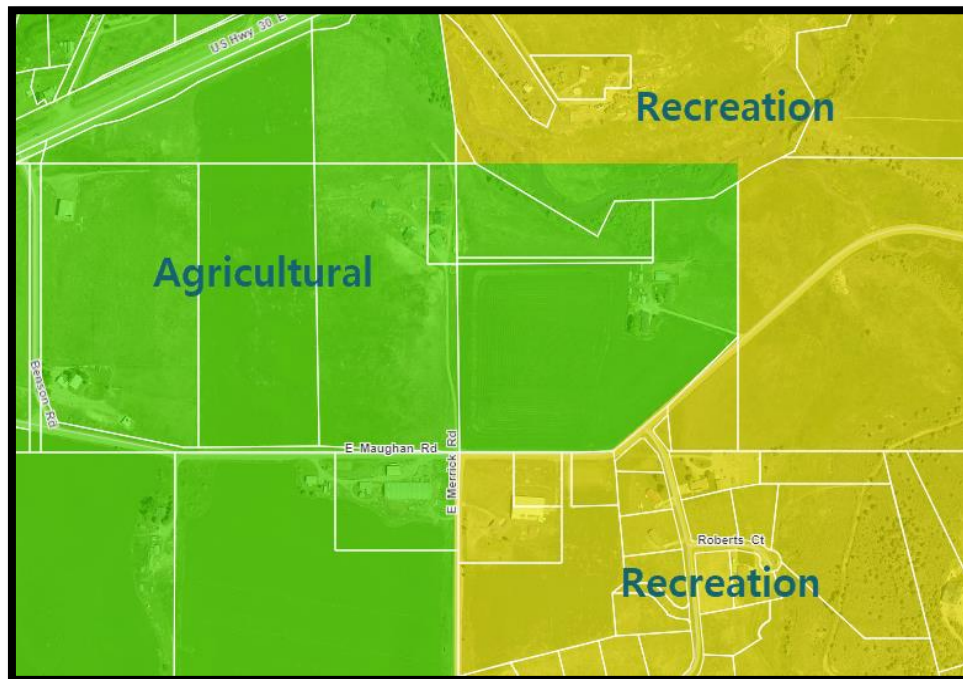 US Hwy 30 E
Recreation
Agricultural
Benson Rd
E Maughan Rd
E Merrick Rd
Roberts Ct
Recreation